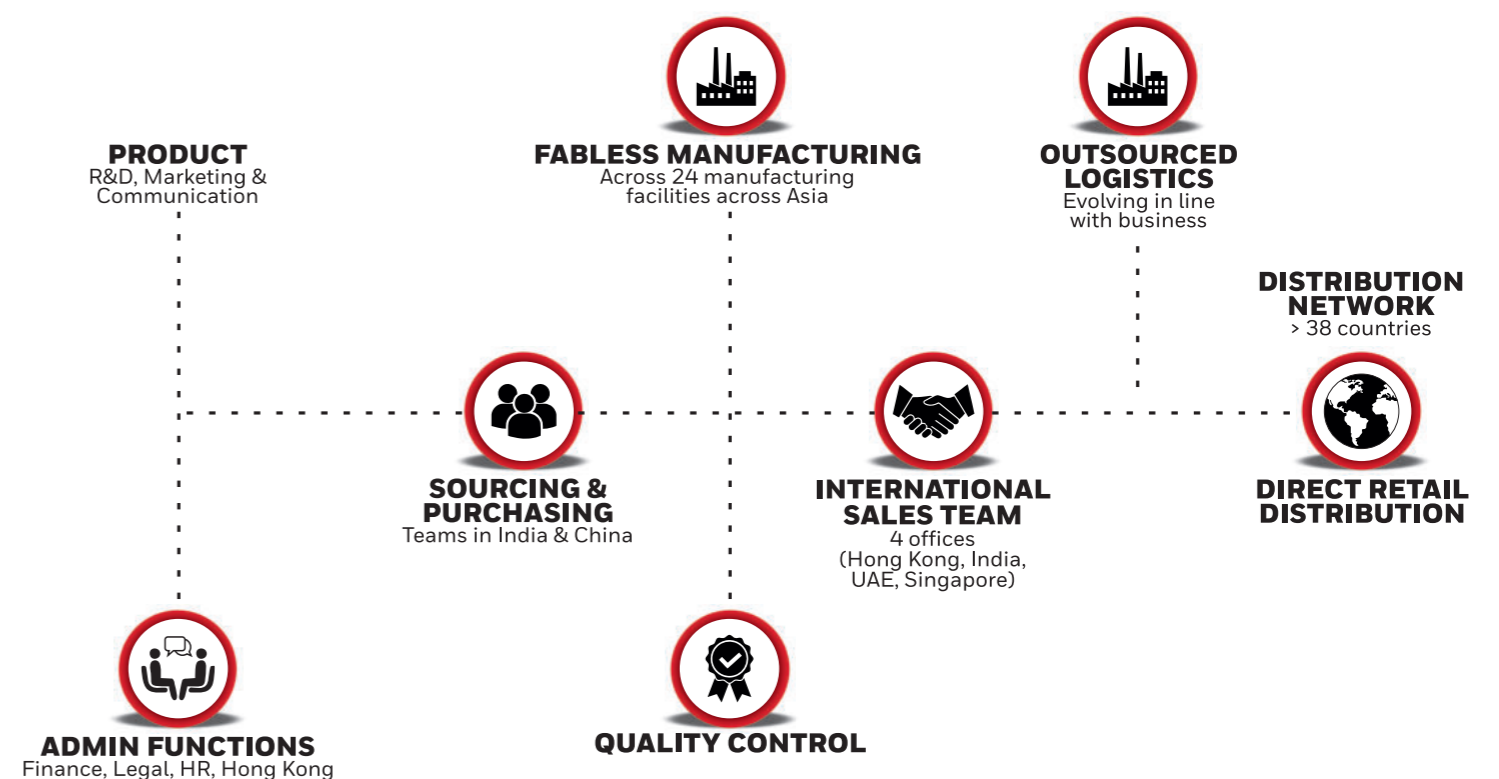 PRODUCT
R&D, Marketing &
Communication
FABLESS MANUFACTURING
Across 24 manufacturing
facilities across Asia
OUTSOURCED
LOGISTICS
Evolving in line
with business
DISTRIBUTION
NETWORK
> 38 countries
SOURCING &
PURCHASING
Teams in India & China
INTERNATIONAL
SALES TEAM
4 offices
(Hong Kong, India,
UAE, Singapore)
DIRECT RETAIL
DISTRIBUTION
ADMIN FUNCTIONS
Finance, Legal, HR, Hong Kong
QUALITY CONTROL